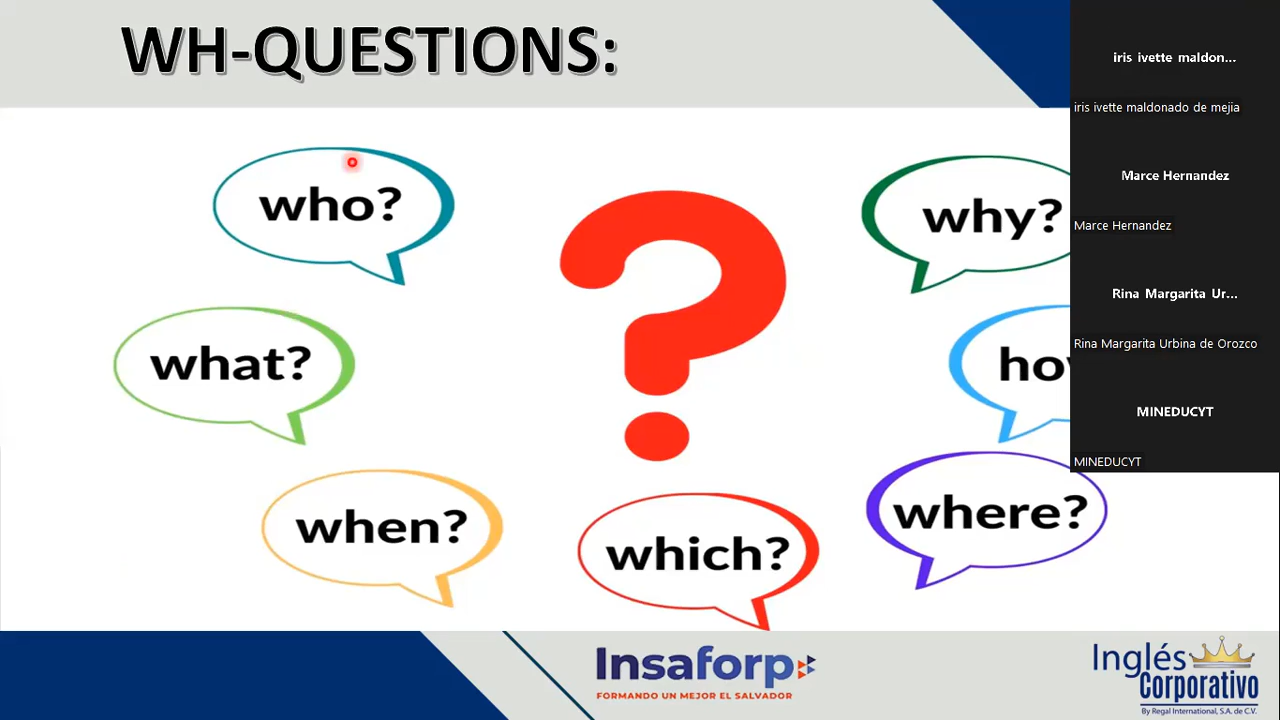 WH-QUESTIONS:
who?
why?
what?
when?
which?
where?
iris ivette maldon...
iris ivette maldonado de mejia
Marce Hernandez
Marce Hernandez
Rina Margarita Ur...
Rina Margarita Urbina de Orozco
MINEDUCYT
MINEDUCYT
Insaforp
FORMANDO UN MEJOR EL SALVADOR
Inglés
Corporativo
By Regal International, S.A. de C.V.